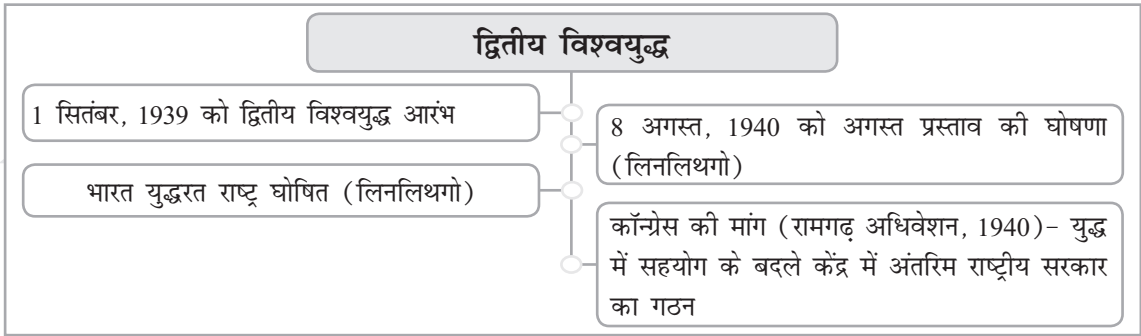 द्वितीय विश्वयुद्ध
1 सितंबर, 1939 को द्वितीय विश्वयुद्ध आरंभ
8 अगस्त, 1940 को अगस्त प्रस्ताव की घोषणा
(लिनलिथगो)
भारत युद्धरत राष्ट्र घोषित (लिनलिथगो)
कॉन्ग्रेस की मांग (रामगढ़ अधिवेशन, 1940)- युद्ध
में सहयोग के बदले केंद्र में अंतरिम राष्ट्रीय सरकार
का गठन